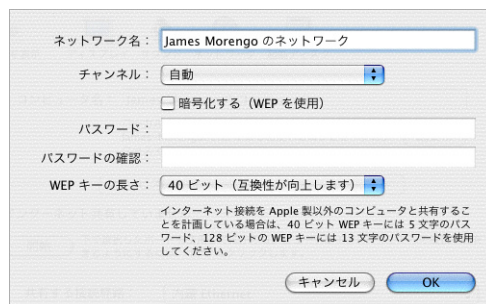 ネットワーク名： James Morengo のネットワーク
チャンネル： 自動
暗号化する（WEP を使用）
パスワード：
パスワードの確認：
WEP キーの長さ： 40 ビット（互換性が向上します）
インターネット接続を Apple 製以外のコンピュータと共有するこ
とを計画している場合は、40 ビット WEP キーには 5 文字のパス
ワード、128 ビットの WEP キーには 13 文字のパスワードを使用
してください。
キャンセル OK